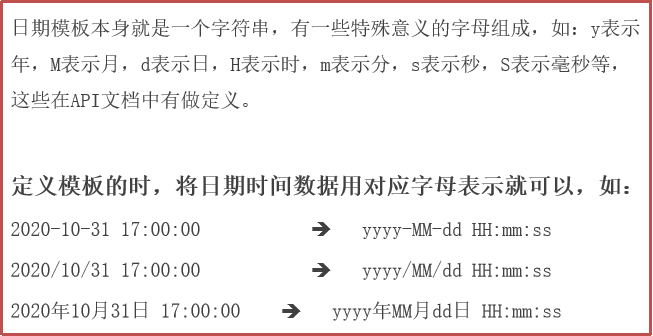 日期模板本身就是一个字符串，有一些特殊意义的字母组成，如：y表示
年，M表示月，d表示日，H表示时，m表示分，s表示秒，S表示毫秒等，
这些在API文档中有做定义。
定义模板的时，将日期时间数据用对应字母表示就可以，如：
2020-10-31 17:00:00 ➔ yyyy-MM-dd HH:mm:ss
2020/10/31 17:00:00 ➔ yyyy/MM/dd HH:mm:ss
2020年10月31日 17:00:00 ➔ yyyy年MM月dd日 HH:mm:ss